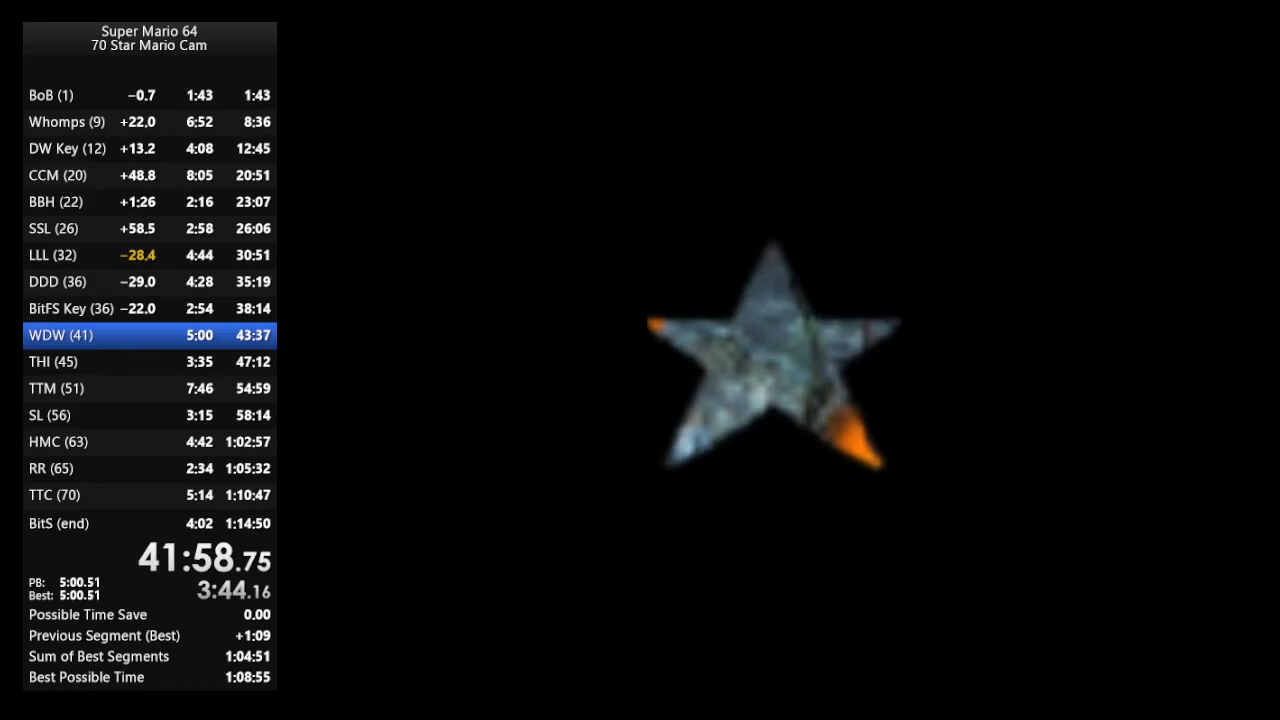 Super Mario 64
70 Star Mario Cam
BoB (1) −0.7 1:43 1:43
Whomps (9) +22.0 6:52 8:36
DW Key (12) +13.2 4:08 12:45
CCM (20) +48.8 8:05 20:51
BBH (22) +1:26 2:16 23:07
SSL (26) +58.5 2:58 26:06
LLL (32) −28.4 4:44 30:51
DDD (36) −29.0 4:28 35:19
BitFS Key (36) −22.0 2:54 38:14
WDW (41) 5:00 43:37
THI (45) 3:35 47:12
TTM (51) 7:46 54:59
SL (56) 3:15 58:14
HMC (63) 4:42 1:02:57
RR (65) 2:34 1:05:32
TTC (70) 5:14 1:10:47
BitS (end) 4:02 1:14:50
41:58.75
PB: 5:00.51
Best: 5:00.51 3:44.16
Possible Time Save 0.00
Previous Segment (Best) +1:09
Sum of Best Segments 1:04:51
Best Possible Time 1:08:55